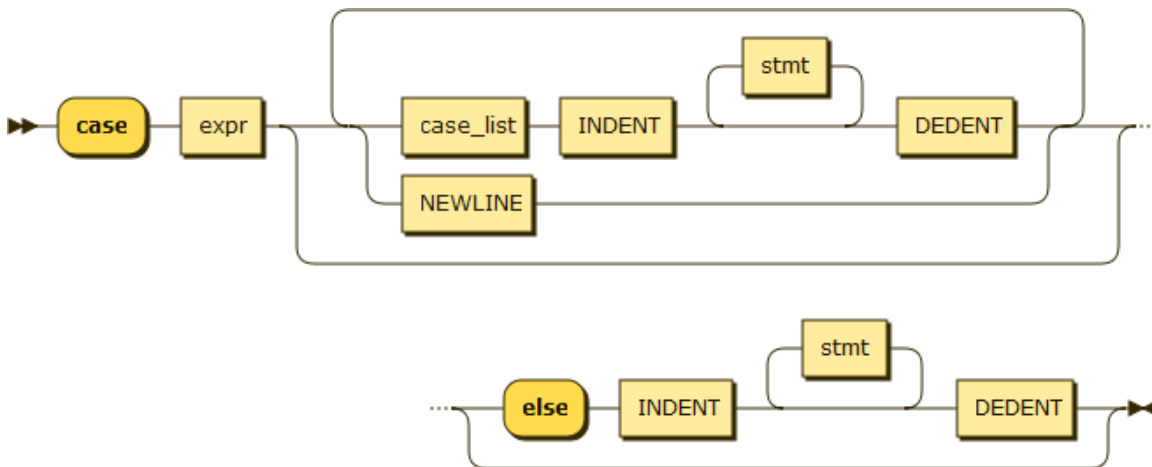 stmt
case expr case_list INDENT DEDENT
NEWLINE
stmt
else INDENT DEDENT